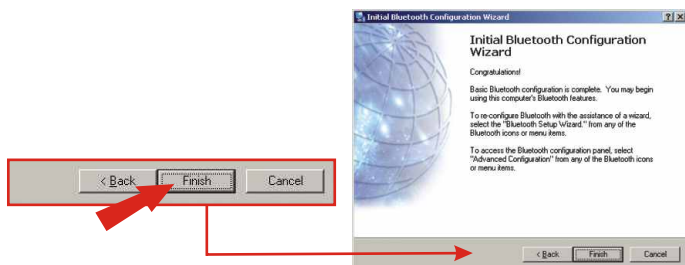 Initial Bluetooth Configuration Wizard
Initial Bluetooth Configuration
Wizard
Congratulations!
Basic Bluetooth configuration is complete. You may begin
using this computer's Bluetooth features.
To re-configure Bluetooth with the assistance of a wizard,
select the "Bluetooth Setup Wizard." from any of the
Bluetooth icons or menu items.
To access the Bluetooth configuration panel, select
"Advanced Configuration" from any of the Bluetooth icons
or menu items.
< Back Finish Cancel
< Back Finish Cancel